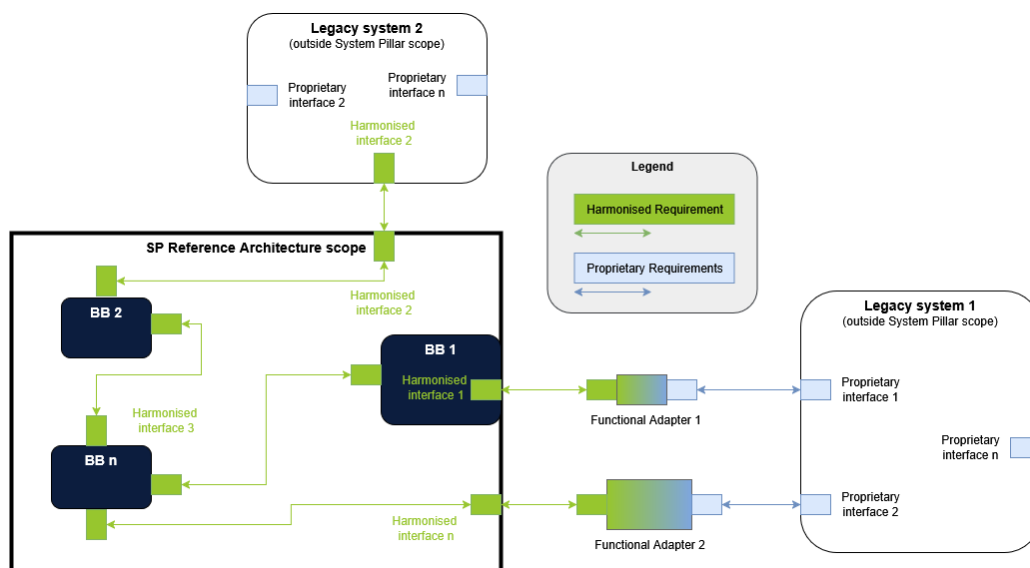 Legacy system 2
(outside System Pillar scope)
Proprietary
interface 2
Proprietary
interface n
Harmonised
interface 2
Legend
Harmonised Requirement
Proprietary Requirements
SP Reference Architecture scope
Harmonised
interface 2
BB 2
BB 1
Harmonised
interface 1
Harmonised
interface 3
BB n
Harmonised
interface n
Functional Adapter 1
Functional Adapter 2
Legacy system 1
(outside System Pillar scope)
Proprietary
interface 1
Proprietary
interface n
Proprietary
interface 2